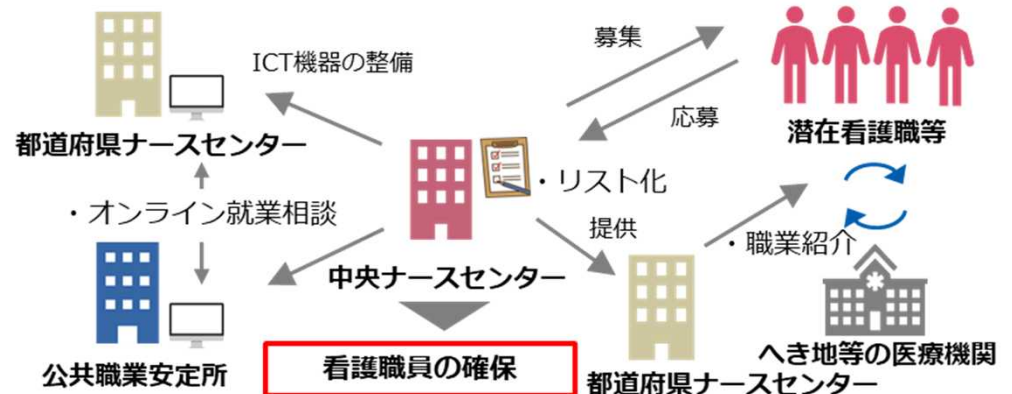 ICT機器の整備
募集
応募
都道府県ナースセンター
潜在看護職等
・リスト化
・オンライン就業相談
提供
・職業紹介
中央ナースセンター
看護職員の確保
へき地等の医療機関
公共職業安定所
都道府県ナースセンター